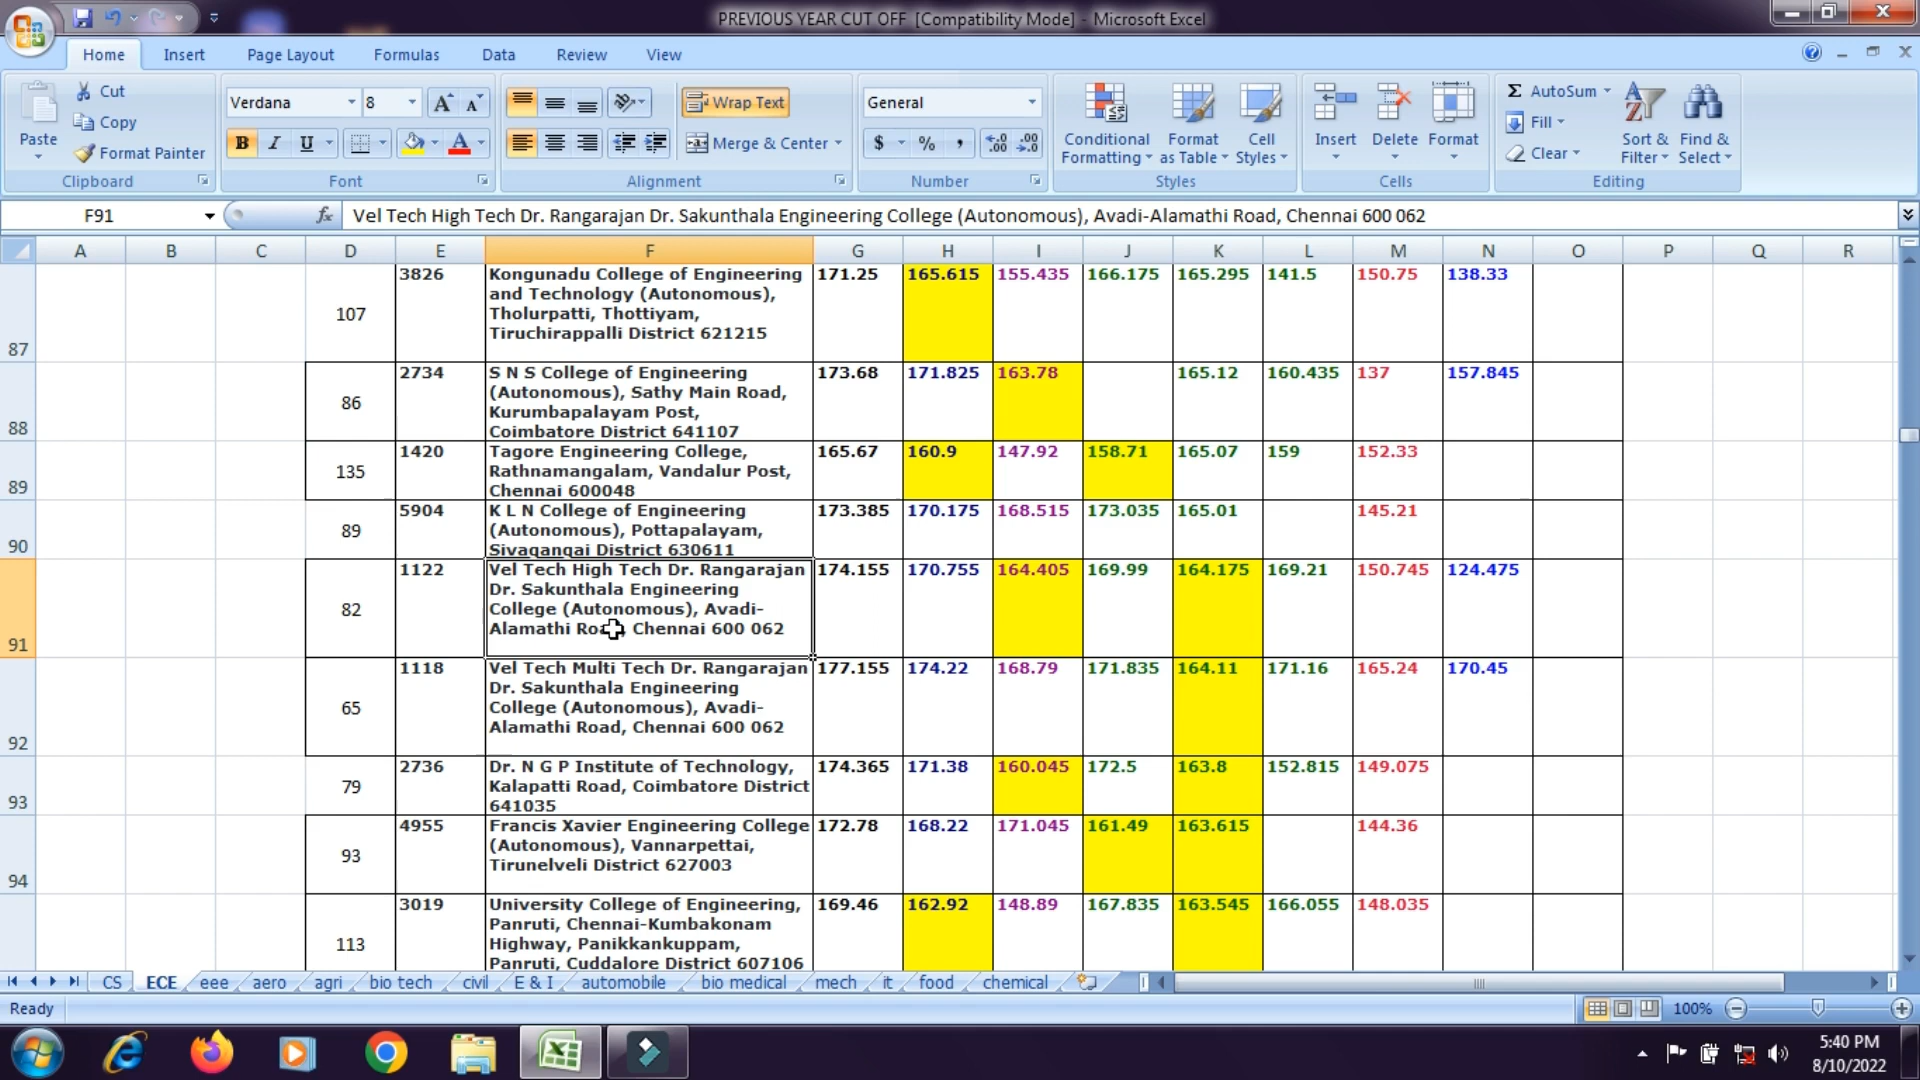 PREVIOUS YEAR CUT OFF  [Compatibility Mode] - Microsoft Excel
Home Insert Page Layout Formulas Data Review View
Paste
Cut
Copy
Format Painter
Clipboard
Verdana 8
B I U
Font
Wrap Text
Merge & Center
Alignment
General
$ % ,
Number
Conditional Formatting
Format as Table
Cell Styles
Styles
Insert Delete Format
Cells
Σ AutoSum
Fill
Clear
Sort & Filter
Find & Select
Editing
F91 fx Vel Tech High Tech Dr. Rangarajan Dr. Sakunthala Engineering College (Autonomous), Avadi-Alamathi Road, Chennai 600 062
A B C D E F G H I J K L M N O P Q R
87 107 3826 Kongunadu College of Engineering 171.25 165.615 155.435 166.175 165.295 141.5 150.75 138.33
and Technology (Autonomous),
Tholurpatti, Thottiyam,
Tiruchirappalli District 621215
88 86 2734 S N S College of Engineering 173.68 171.825 163.78 165.12 160.435 137 157.845
(Autonomous), Sathy Main Road,
Kurumbapalayam Post,
Coimbatore District 641107
89 135 1420 Tagore Engineering College, 165.67 160.9 147.92 158.71 165.07 159 152.33
Rathnamangalam, Vandalur Post,
Chennai 600048
90 89 5904 K L N College of Engineering 173.385 170.175 168.515 173.035 165.01 145.21
(Autonomous), Pottapalayam,
Sivagangai District 630611
91 82 1122 Vel Tech High Tech Dr. Rangarajan 174.155 170.755 164.405 169.99 164.175 169.21 150.745 124.475
Dr. Sakunthala Engineering
College (Autonomous), Avadi-
Alamathi Road, Chennai 600 062
92 65 1118 Vel Tech Multi Tech Dr. Rangarajan 177.155 174.22 168.79 171.835 164.11 171.16 165.24 170.45
Dr. Sakunthala Engineering
College (Autonomous), Avadi-
Alamathi Road, Chennai 600 062
93 79 2736 Dr. N G P Institute of Technology, 174.365 171.38 160.045 172.5 163.8 152.815 149.075
Kalapatti Road, Coimbatore District
641035
94 93 4955 Francis Xavier Engineering College 172.78 168.22 171.045 161.49 163.615 144.36
(Autonomous), Vannarpettai,
Tirunelveli District 627003
113 3019 University College of Engineering, 169.46 162.92 148.89 167.835 163.545 166.055 148.035
Panruti, Chennai-Kumbakonam
Highway, Panikkankuppam,
Panruti, Cuddalore District 607106
CS ECE eee aero agri bio tech civil E & I automobile bio medical mech it food chemical
Ready 100%
5:40 PM
8/10/2022